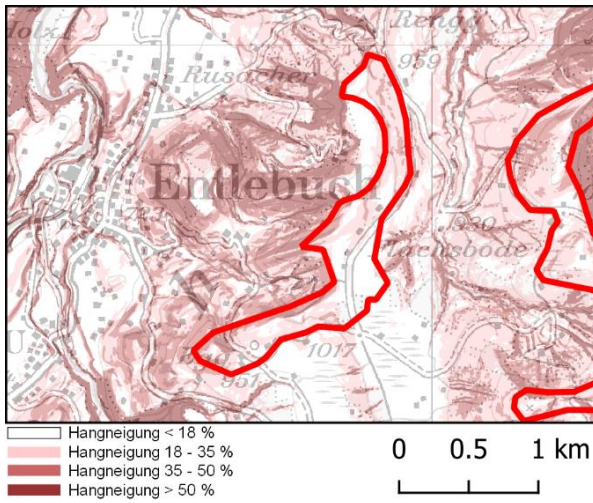 Rengg
959
Rusacher
Entlebuch
1017
951
Hangneigung < 18 %
Hangneigung 18 - 35 %
Hangneigung 35 - 50 %
Hangneigung > 50 %
0 0.5 1 km